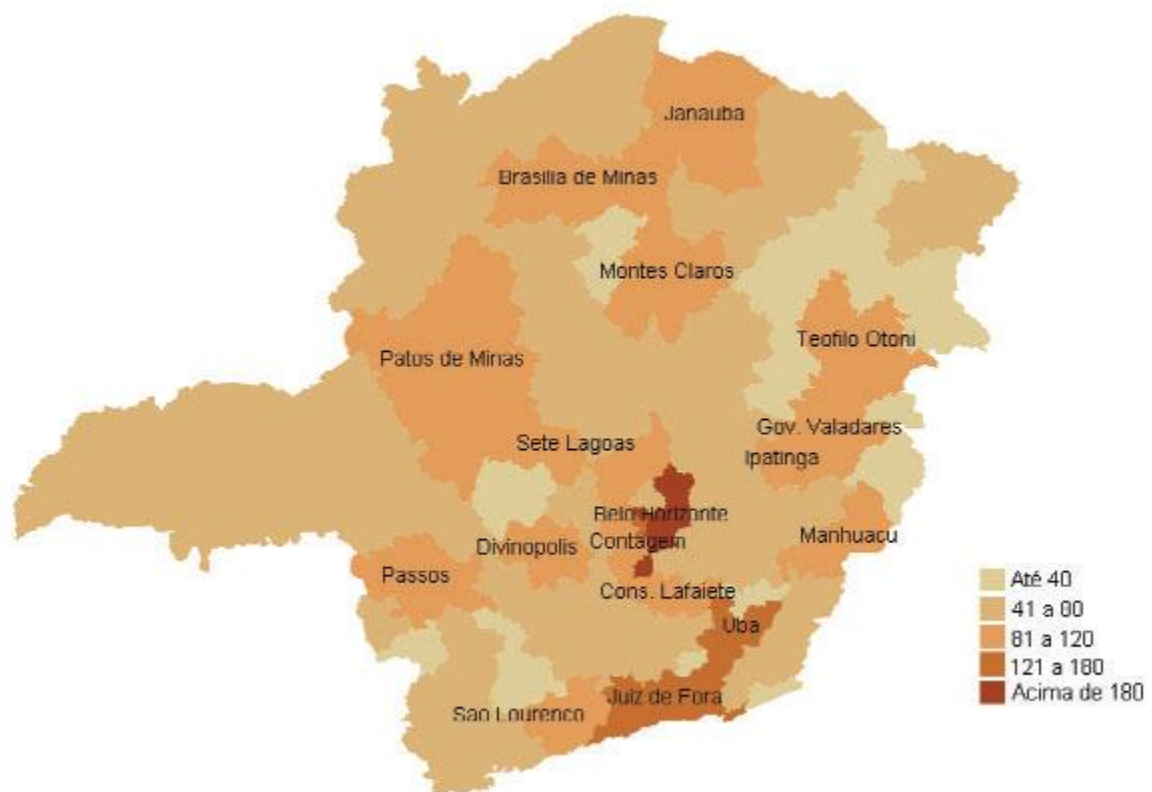 Janauba
Brasilia de Minas
Montes Claros
Teofilo Otoni
Patos de Minas
Gov. Valadares
Sete Lagoas
Ipatinga
Belo Horizonte
Contagem
Manhuacu
Divinopolis
Passos
Cons. Lafaiete
Uba
Juiz de Fora
Sao Lourenco
Até 40
41 a 80
81 a 120
121 a 180
Acima de 180